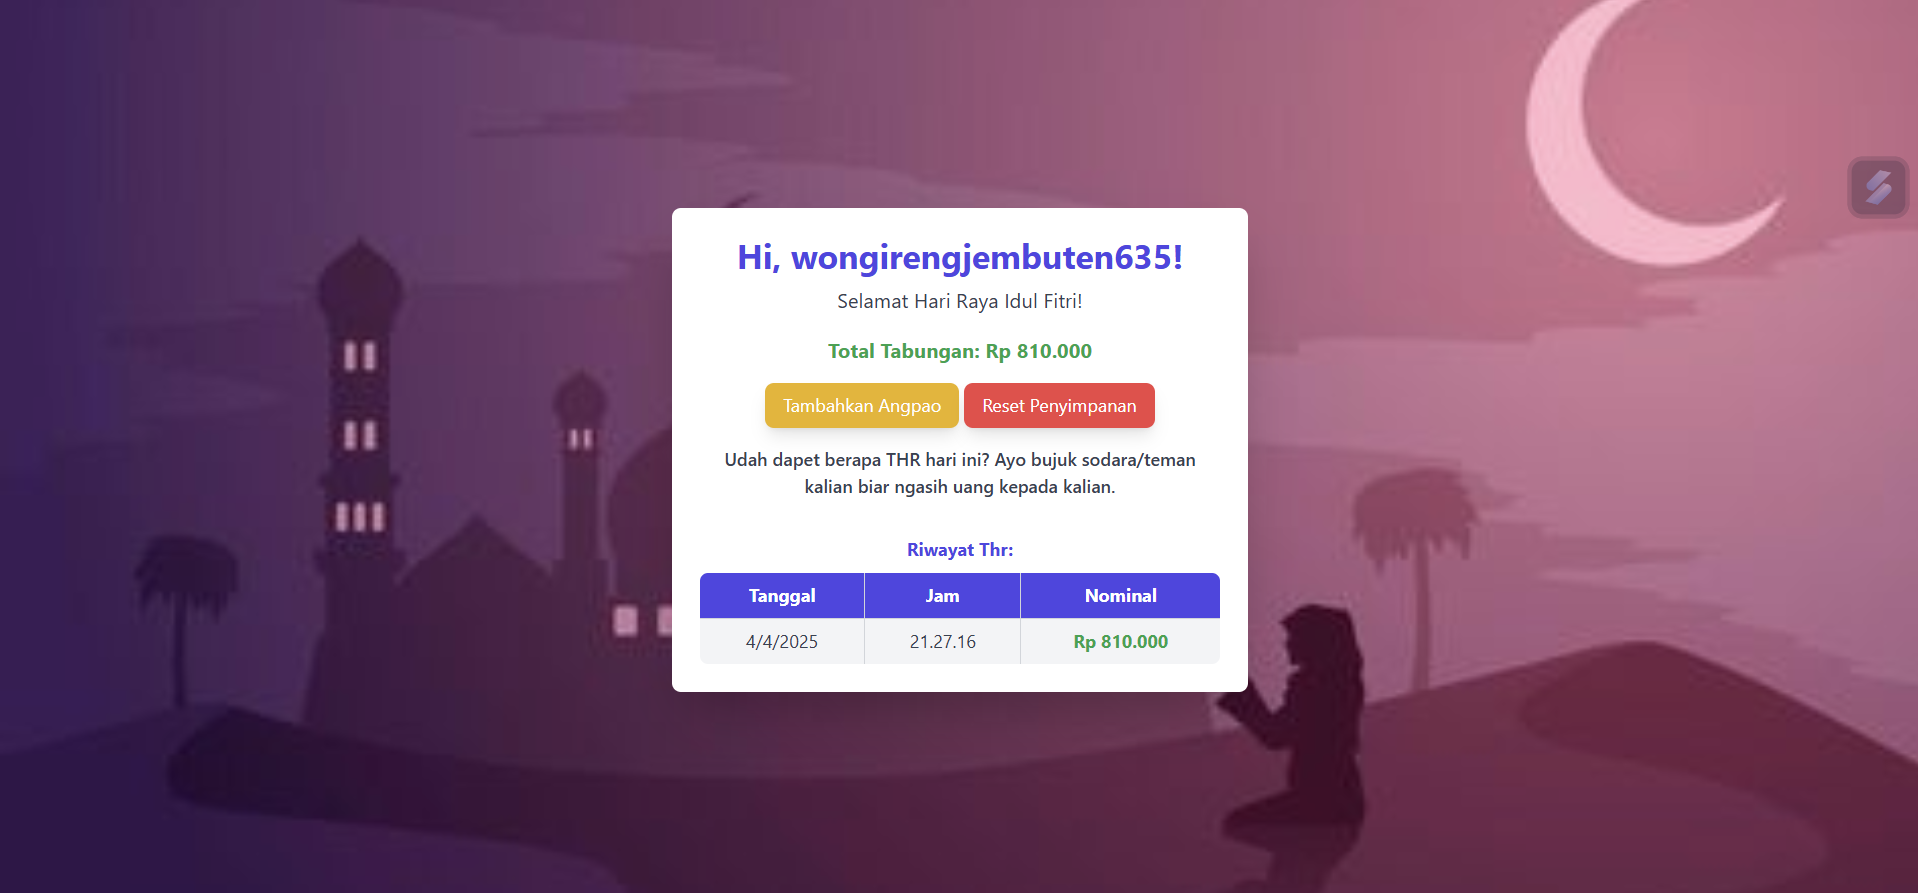 Hi, wongirengjembuten635!
Selamat Hari Raya Idul Fitri!
Total Tabungan: Rp 810.000
Tambahkan Angpao
Reset Penyimpanan
Udah dapet berapa THR hari ini? Ayo bujuk sodara/teman
kalian biar ngasih uang kepada kalian.
Riwayat Thr:
Tanggal Jam Nominal
4/4/2025 21.27.16 Rp 810.000